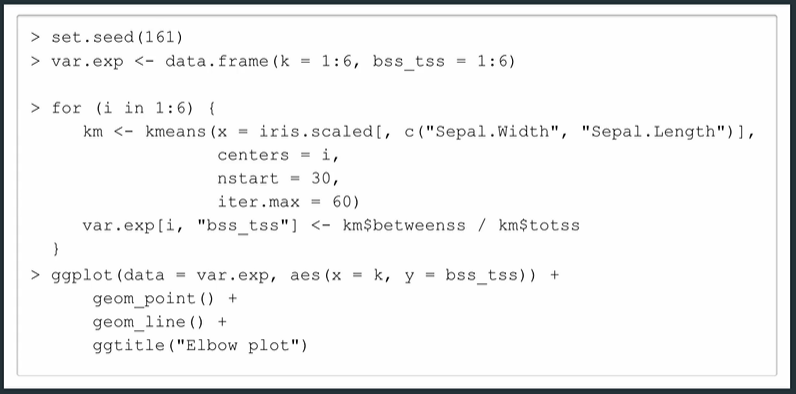 > set.seed(161)
> var.exp <- data.frame(k = 1:6, bss_tss = 1:6)
> for (i in 1:6) {
km <- kmeans(x = iris.scaled[, c("Sepal.Width", "Sepal.Length")],
centers = i,
nstart = 30,
iter.max = 60)
var.exp[i, "bss_tss"] <- km$betweenss / km$totss
}
> ggplot(data = var.exp, aes(x = k, y = bss_tss)) +
geom_point() +
geom_line() +
ggtitle("Elbow plot")